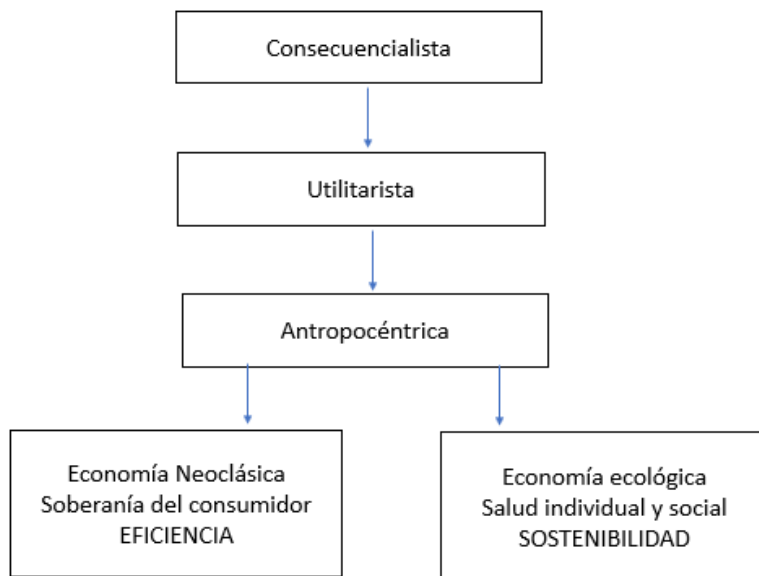 Consecuencialista
Utilitarista
Antropocéntrica
Economía Neoclásica
Soberanía del consumidor
EFICIENCIA
Economía ecológica
Salud individual y social
SOSTENIBILIDAD